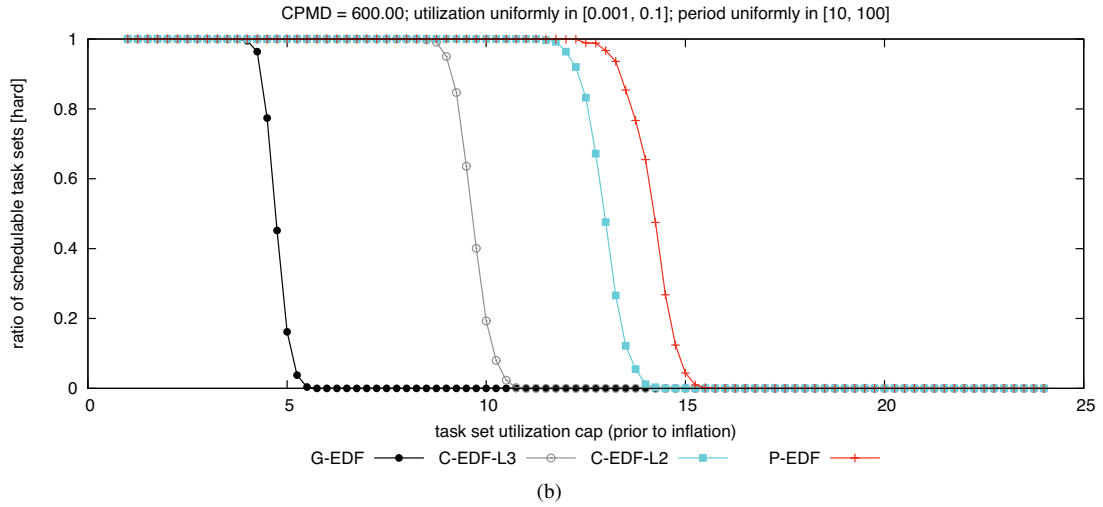 CPMD = 600.00; utilization uniformly in [0.001, 0.1]; period uniformly in [10, 100]
ratio of schedulable task sets [hard]
1
0.8
0.6
0.4
0.2
0
0 5 10 15 20 25
task set utilization cap (prior to inflation)
G-EDF C-EDF-L3 C-EDF-L2 P-EDF
(b)